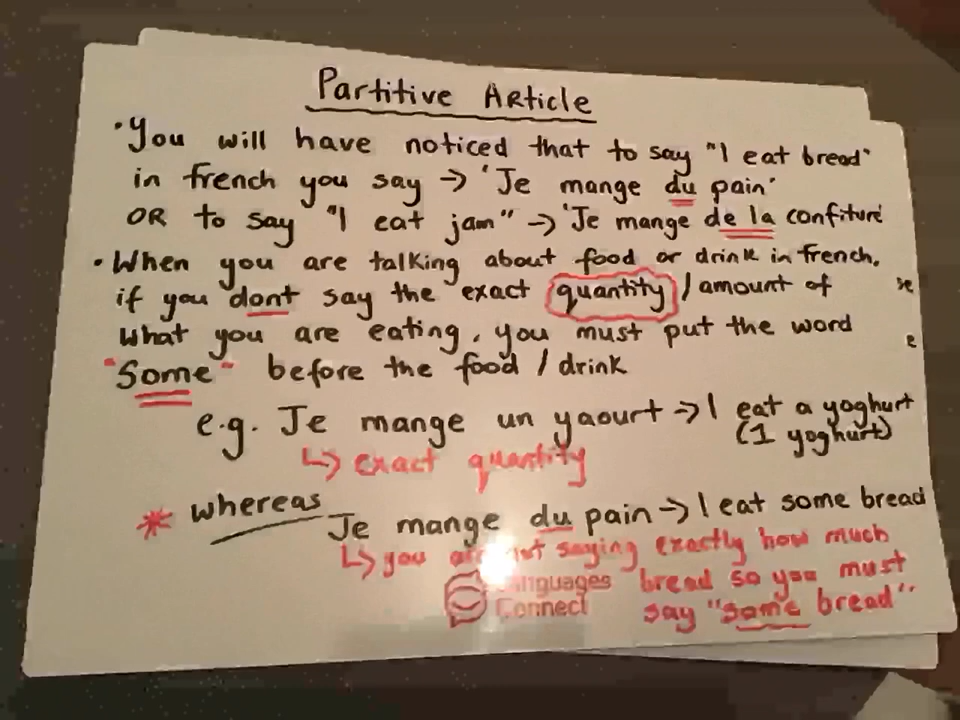 Partitive Article
• You will have noticed that to say "I eat bread"
in french you say → 'Je mange du pain'
OR to say "I eat jam" → 'Je mange de la confiture'
• When you are talking about food or drink in french,
if you dont say the exact quantity / amount of
what you are eating, you must put the word
"Some" before the food / drink
e.g. Je mange un yaourt → I eat a yoghurt
(1 yoghurt)
↳ exact quantity
* whereas Je mange du pain → I eat some bread
↳ you are not saying exactly how much
bread so you must
say "some bread"
Languages
Connect